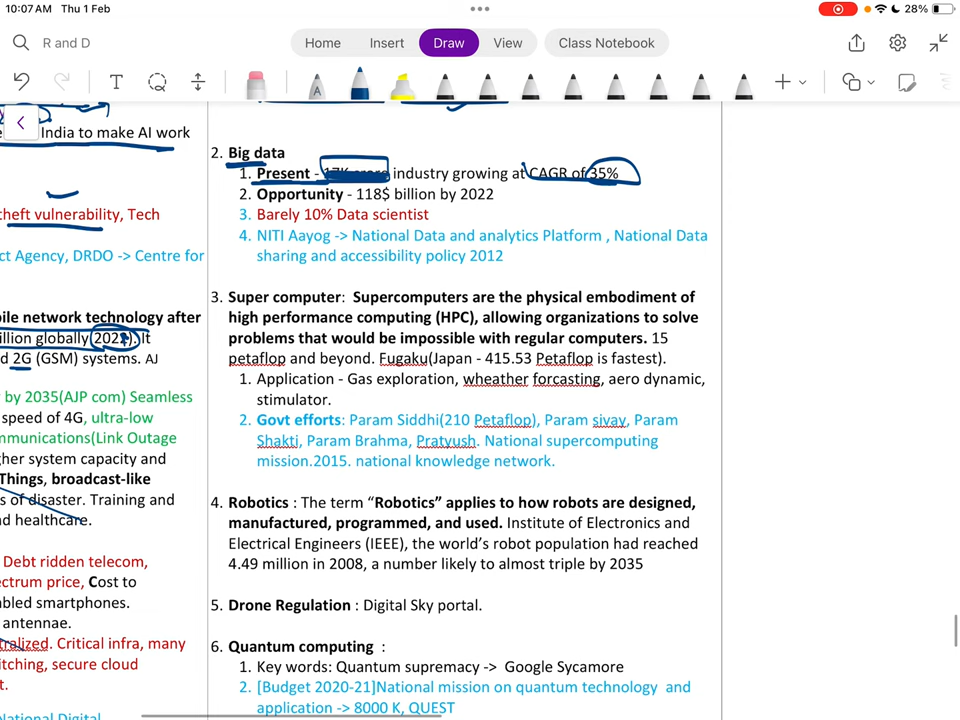 10:07 AM Thu 1 Feb
28%
R and D
Home Insert Draw View Class Notebook
India to make AI work
theft vulnerability, Tech
ct Agency, DRDO -> Centre for
bile network technology after
illion globally It
d 2G (GSM) systems. AJ
by 2035(AJP com) Seamless
speed of 4G, ultra-low
mmunications(Link Outage
gher system capacity and
Things, broadcast-like
s of disaster. Training and
nd healthcare.
Debt ridden telecom,
ectrum price, Cost to
abled smartphones.
antennae.
tralized. Critical infra, many
itching, secure cloud
t.
National Digital
2. Big data
1. Present - industry growing at CAGR of 35%
2. Opportunity - 118$ billion by 2022
3. Barely 10% Data scientist
4. NITI Aayog -> National Data and analytics Platform , National Data
sharing and accessibility policy 2012
3. Super computer: Supercomputers are the physical embodiment of
high performance computing (HPC), allowing organizations to solve
problems that would be impossible with regular computers. 15
petaflop and beyond. Fugaku(Japan - 415.53 Petaflop is fastest).
1. Application - Gas exploration, wheather forcasting, aero dynamic,
stimulator.
2. Govt efforts: Param Siddhi(210 Petaflop), Param sivay, Param
Shakti, Param Brahma, Pratyush. National supercomputing
mission.2015. national knowledge network.
4. Robotics : The term “Robotics” applies to how robots are designed,
manufactured, programmed, and used. Institute of Electronics and
Electrical Engineers (IEEE), the world’s robot population had reached
4.49 million in 2008, a number likely to almost triple by 2035
5. Drone Regulation : Digital Sky portal.
6. Quantum computing :
1. Key words: Quantum supremacy -> Google Sycamore
2. [Budget 2020-21]National mission on quantum technology and
application -> 8000 K, QUEST